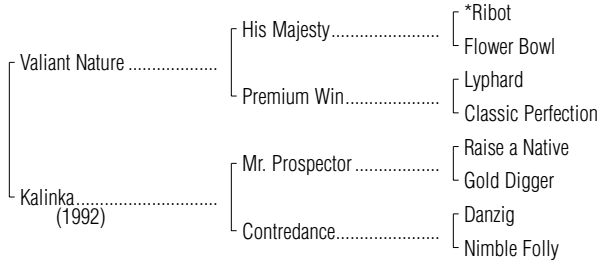 *Ribot
His Majesty
Flower Bowl
Valiant Nature
Lyphard
Premium Win
Classic Perfection
Raise a Native
Mr. Prospector
Gold Digger
Kalinka
(1992)
Danzig
Contredance
Nimble Folly